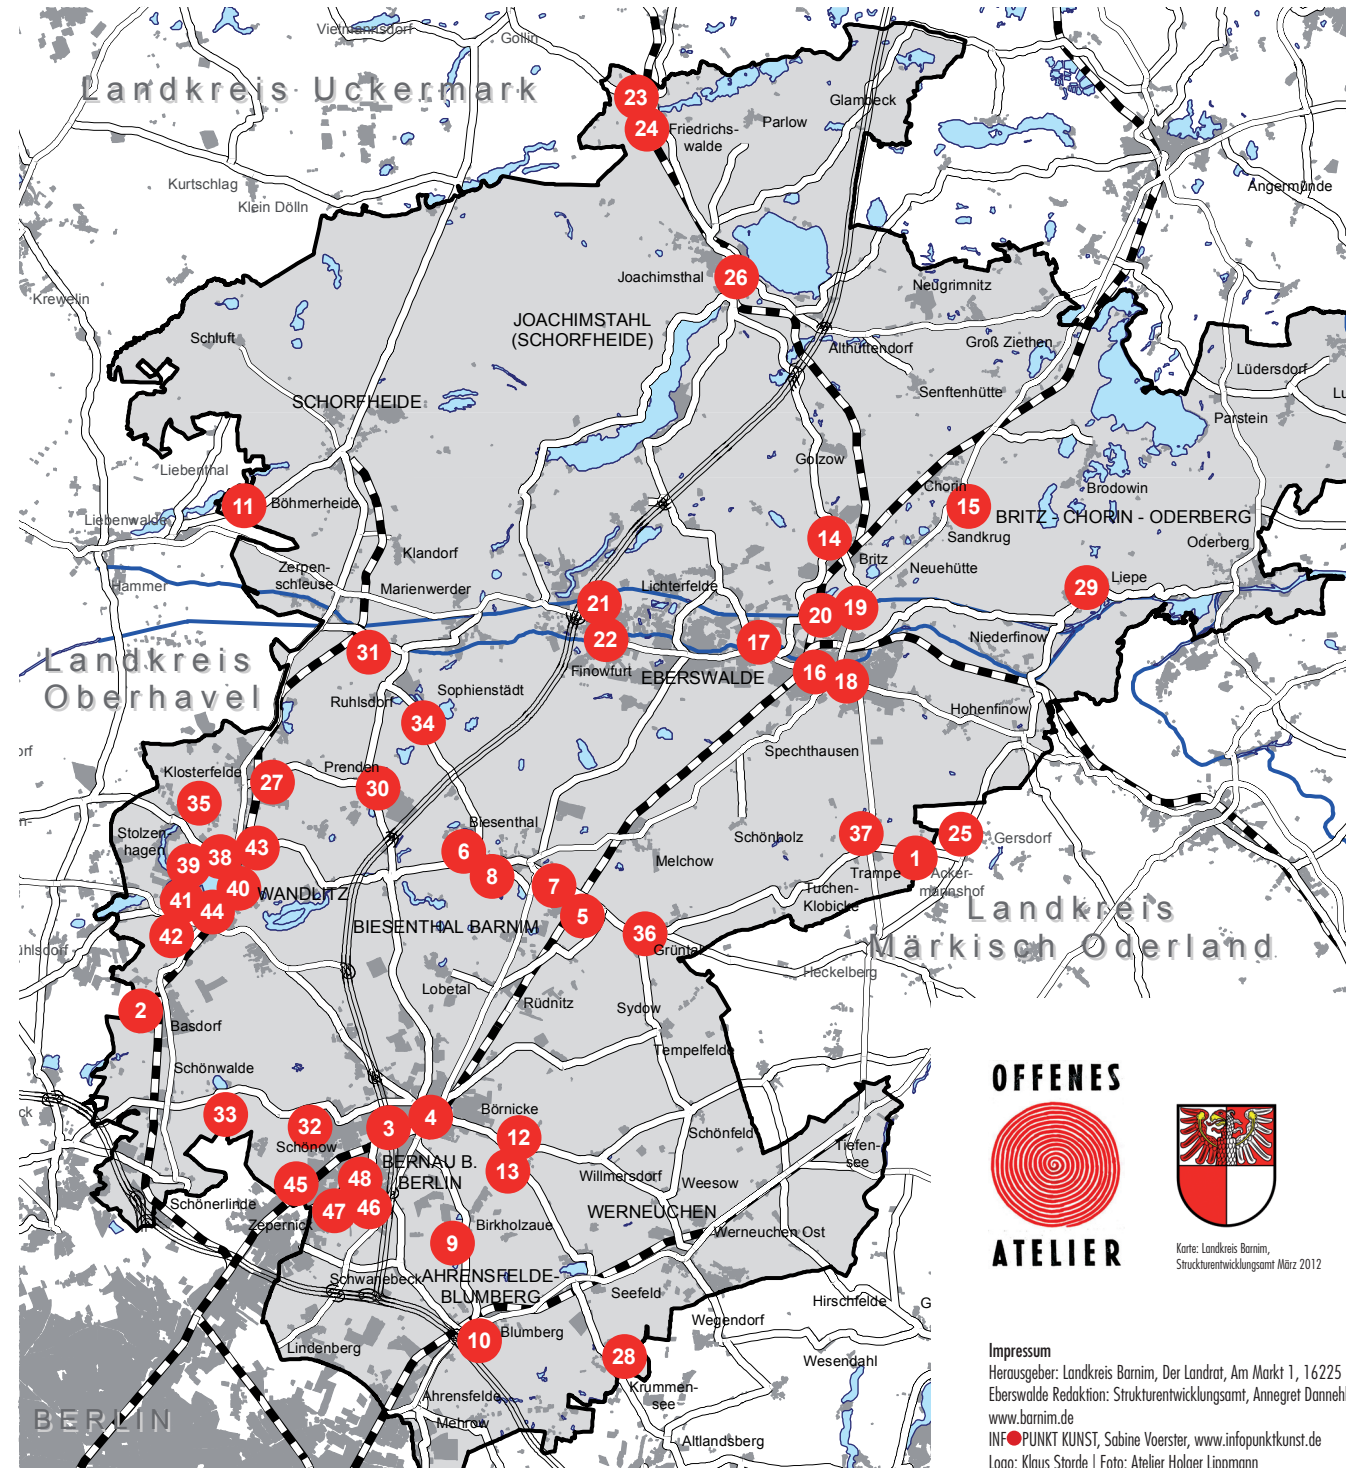 Vietmannsdorf
Gollin
Landkreis Uckermark
23
Glambeck
24
Friedrichs-
walde
Parlow
Kurtschlag
Klein Dölln
Angermünde
Joachimsthal
26
Neugrimnitz
Krewelin
Schluft
JOACHIMSTAHL
(SCHORFHEIDE)
Althüttendorf
Groß Ziethen
Lüdersdorf
Senftenhütte
SCHORFHEIDE
Parstein
Golzow
Liebenthal
Chorin
Brodowin
11
Böhmerheide
15
BRITZ - CHORIN - ODERBERG
Liebenwalde
Sandkrug
Oderberg
14
Klandorf
Britz
Neuehütte
Zerpen-
schleuse
Hammer
Marienwerder
Lichterfelde
29
Liepe
21
20
19
22
17
Niederfinow
Landkreis
Oberhavel
31
Finowfurt
EBERSWALDE
16
18
Ruhlsdorf
Sophienstädt
34
Hohenfinow
Spechthausen
Klosterfelde
27
Prenden
30
35
Stolzen-
hagen
Biesenthal
Schönholz
37
25
Gersdorf
39
38
43
6
8
Melchow
Trampe
1
Acker-
mannshof
41
40
44
WANDLITZ
7
5
Tuchen-
Klobicke
42
BIESENTHAL BARNIM
36
Grüntal
Landkreis
Märkisch Oderland
Heckelberg
Lobetal
Rüdnitz
Sydow
2
Basdorf
Tempelfelde
Schönwalde
33
32
3
4
Börnicke
12
Schönow
Schönfeld
Tiefen-
see
BERNAU B.
BERLIN
13
Willmersdorf
Weesow
45
48
47
46
Schönerlinde
Zepernick
WERNEUCHEN
Birkholzaue
Werneuchen Ost
9
Schwanebeck
AHRENSFELDE-
BLUMBERG
Seefeld
Hirschfelde
Wegendorf
10
Blumberg
Lindenberg
28
Wesendahl
Krummen-
see
Ahrensfelde
Mehrow
Altlandsberg
BERLIN
OFFENES
ATELIER
Karte: Landkreis Barnim,
Struckturentwicklungsamt März 2012
Impressum
Herausgeber: Landkreis Barnim, Der Landrat, Am Markt 1, 16225
Eberswalde Redaktion: Strukturentwicklungsamt, Annegret Dannehl
www.barnim.de
INF●PUNKT KUNST, Sabine Voerster, www.infopunktkunst.de
Logo: Klaus Storde | Foto: Atelier Holger Lippmann